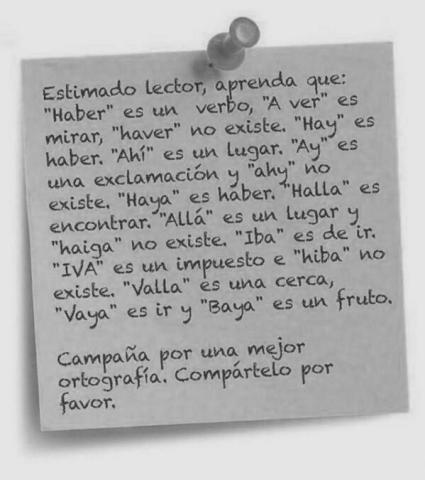 Estimado lector, aprenda que:
"Haber" es un verbo, "A ver" es
mirar, "haver" no existe. "Hay" es
haber. "Ahí" es un lugar. "Ay" es
una exclamación y "ahy" no
existe. "Haya" es haber. "Halla" es
encontrar. "Allá" es un lugar y
"haiga" no existe. "Iba" es de ir.
"IVA" es un impuesto e "hiba" no
existe. "Valla" es una cerca,
"Vaya" es ir y "Baya" es un fruto.
Campaña por una mejor
ortografía. Compártelo por
favor.